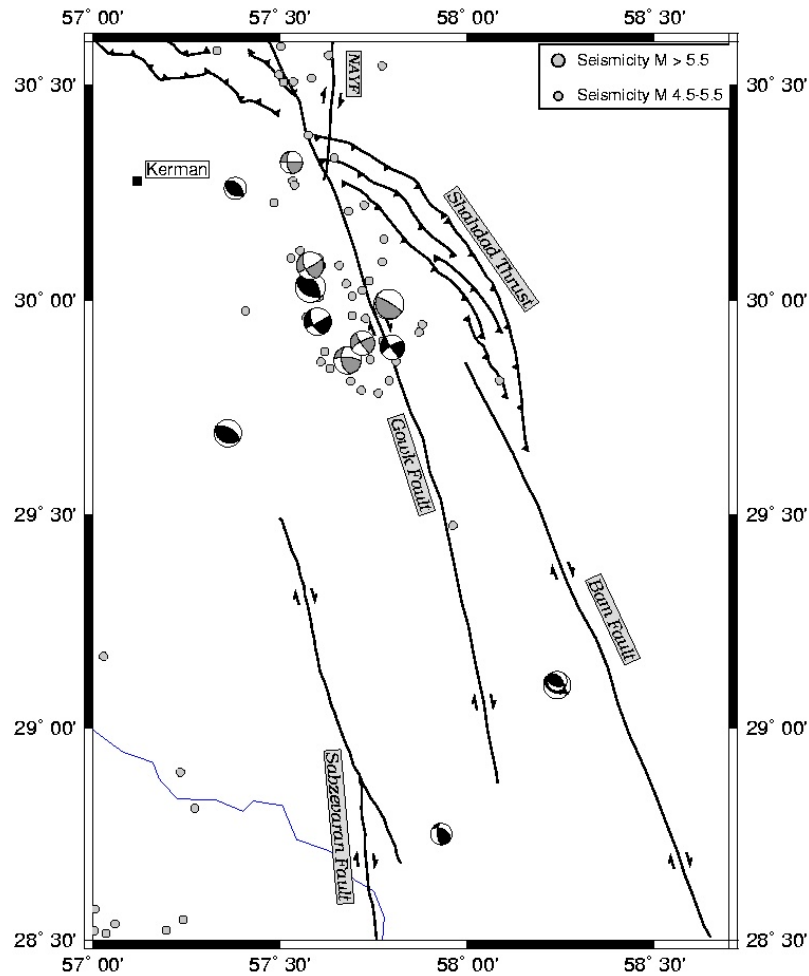 57° 00' 57° 30' 58° 00' 58° 30'
Seismicity M > 5.5
30° 30' NAYF 30° 30'
Seismicity M 4.5-5.5
Kerman
Shahdad Thrust
30° 00' 30° 00'
Gowk Fault
29° 30' 29° 30'
Bam Fault
29° 00' 29° 00'
Sabzevaran Fault
28° 30' 28° 30'
57° 00' 57° 30' 58° 00' 58° 30'